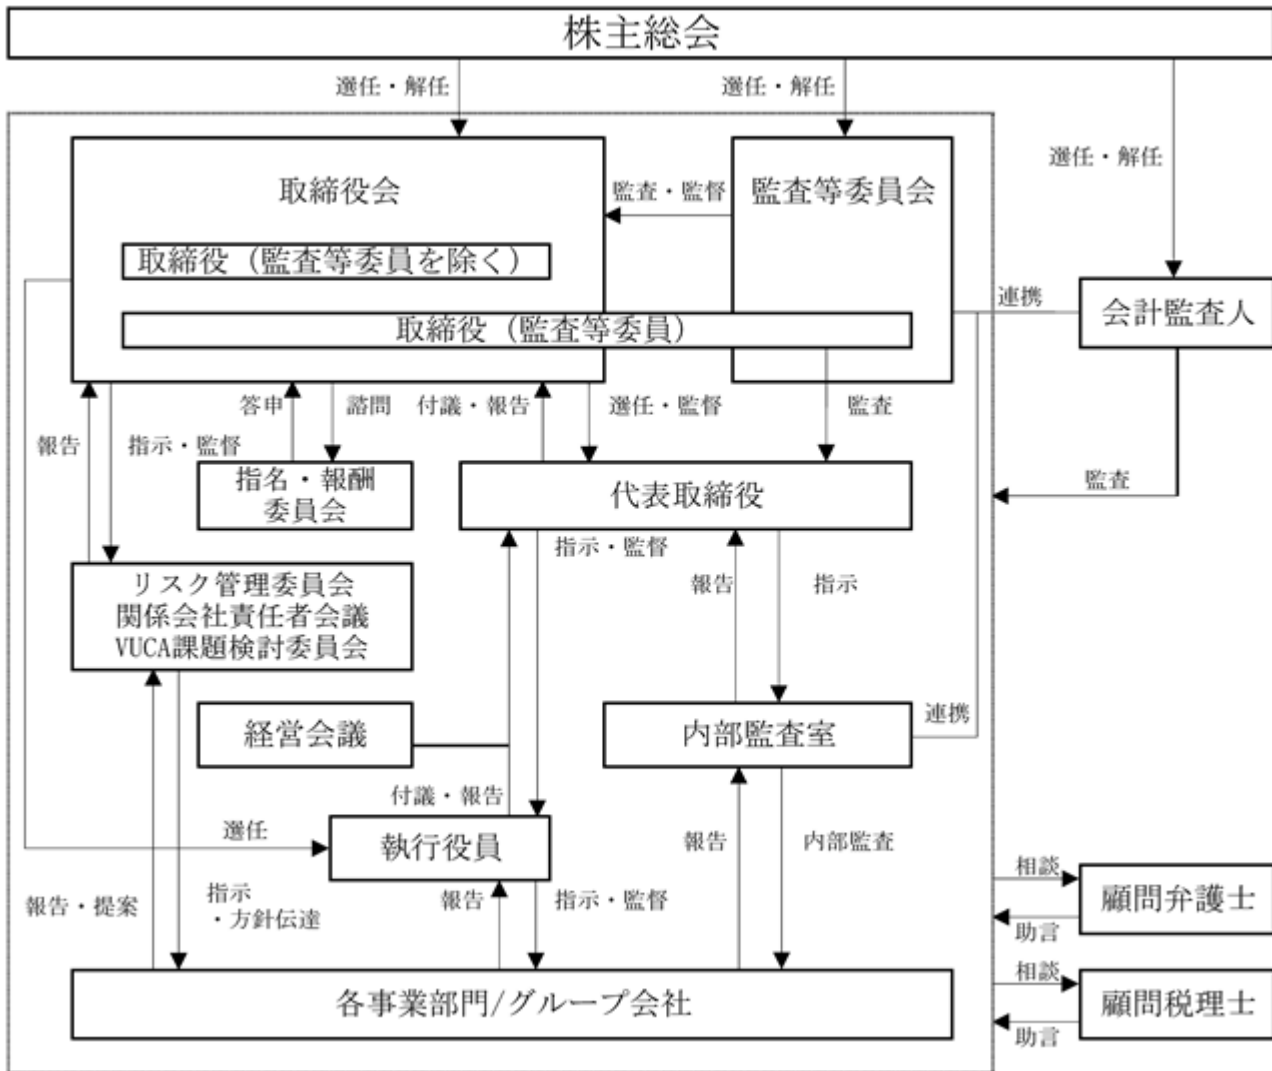 株主総会
選任・解任
選任・解任
選任・解任
取締役会
監査・監督
監査等委員会
取締役（監査等委員を除く）
取締役（監査等委員）
連携
会計監査人
答申
諮問
付議・報告
選任・監督
監査
報告
指示・監督
指名・報酬
委員会
代表取締役
監査
指示・監督
リスク管理委員会
関係会社責任者会議
VUCA課題検討委員会
報告
指示
経営会議
内部監査室
連携
付議・報告
選任
執行役員
報告
内部監査
報告・提案
指示
・方針伝達
報告
指示・監督
相談
顧問弁護士
助言
各事業部門/グループ会社
相談
顧問税理士
助言